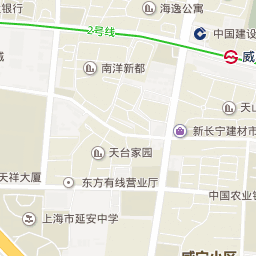 银行
海逸公寓
2号线
中国建设
威
南洋新都
城
天山
新长宁建材市
天台家园
天祥大厦
东方有线营业厅
中国农业银
上海市延安中学
威宁小区